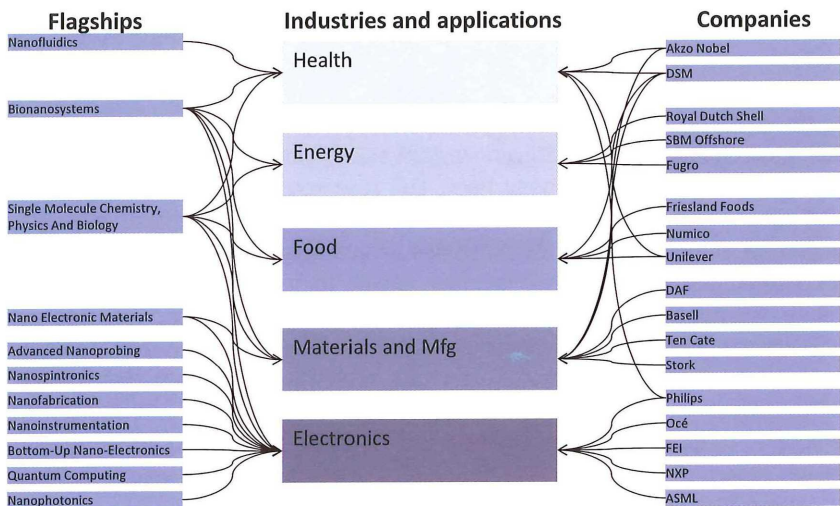 Flagships
Nanofluidics
Bionanosystems
Single Molecule Chemistry,
Physics And Biology
Nano Electronic Materials
Advanced Nanoprobing
Nanospintronics
Nanofabrication
Nanoinstrumentation
Bottom-Up Nano-Electronics
Quantum Computing
Nanophotonics
Industries and applications
Health
Energy
Food
Materials and Mfg
Electronics
Companies
Akzo Nobel
DSM
Royal Dutch Shell
SBM Offshore
Fugro
Friesland Foods
Numico
Unilever
DAF
Basell
Ten Cate
Stork
Philips
Océ
FEI
NXP
ASML